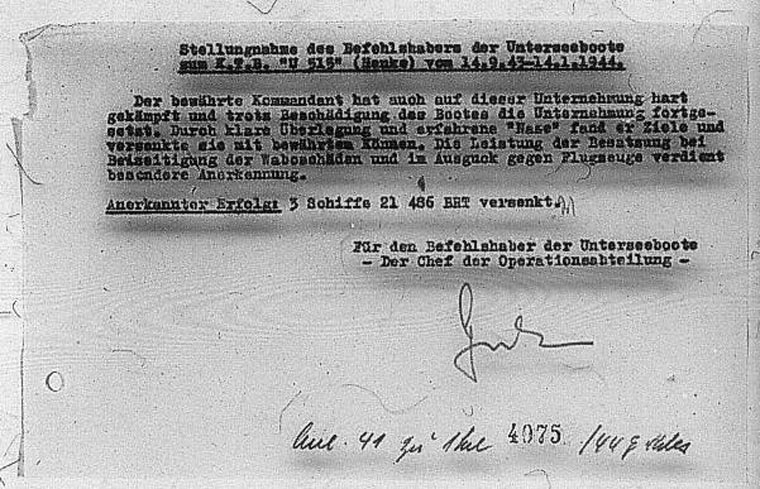 Stellungnahme des Befehlshabers der Unterseeboote
zum K.T.B. "U 515" (Henke) vom 14.9.43-14.1.1944.
Der bewährte Kommandant hat auch auf dieser Unternehmung hart
gekämpft und trotz Beschädigung des Bootes die Unternehmung fortge-
setzt. Durch klare Überlegung und erfahrene "Nase" fand er Ziele und
versenkte sie mit bewährtem Können. Die Leistung der Besatzung bei
Beiseitigung der Waboschäden und im Ausguck gegen Flugzeuge verdient
besondere Anerkennung.
Anerkannter Erfolg: 3 Schiffe 21 486 BRT versenkt.
Für den Befehlshaber der Unterseeboote
- Der Chef der Operationsabteilung -
41 zu 4075 /44